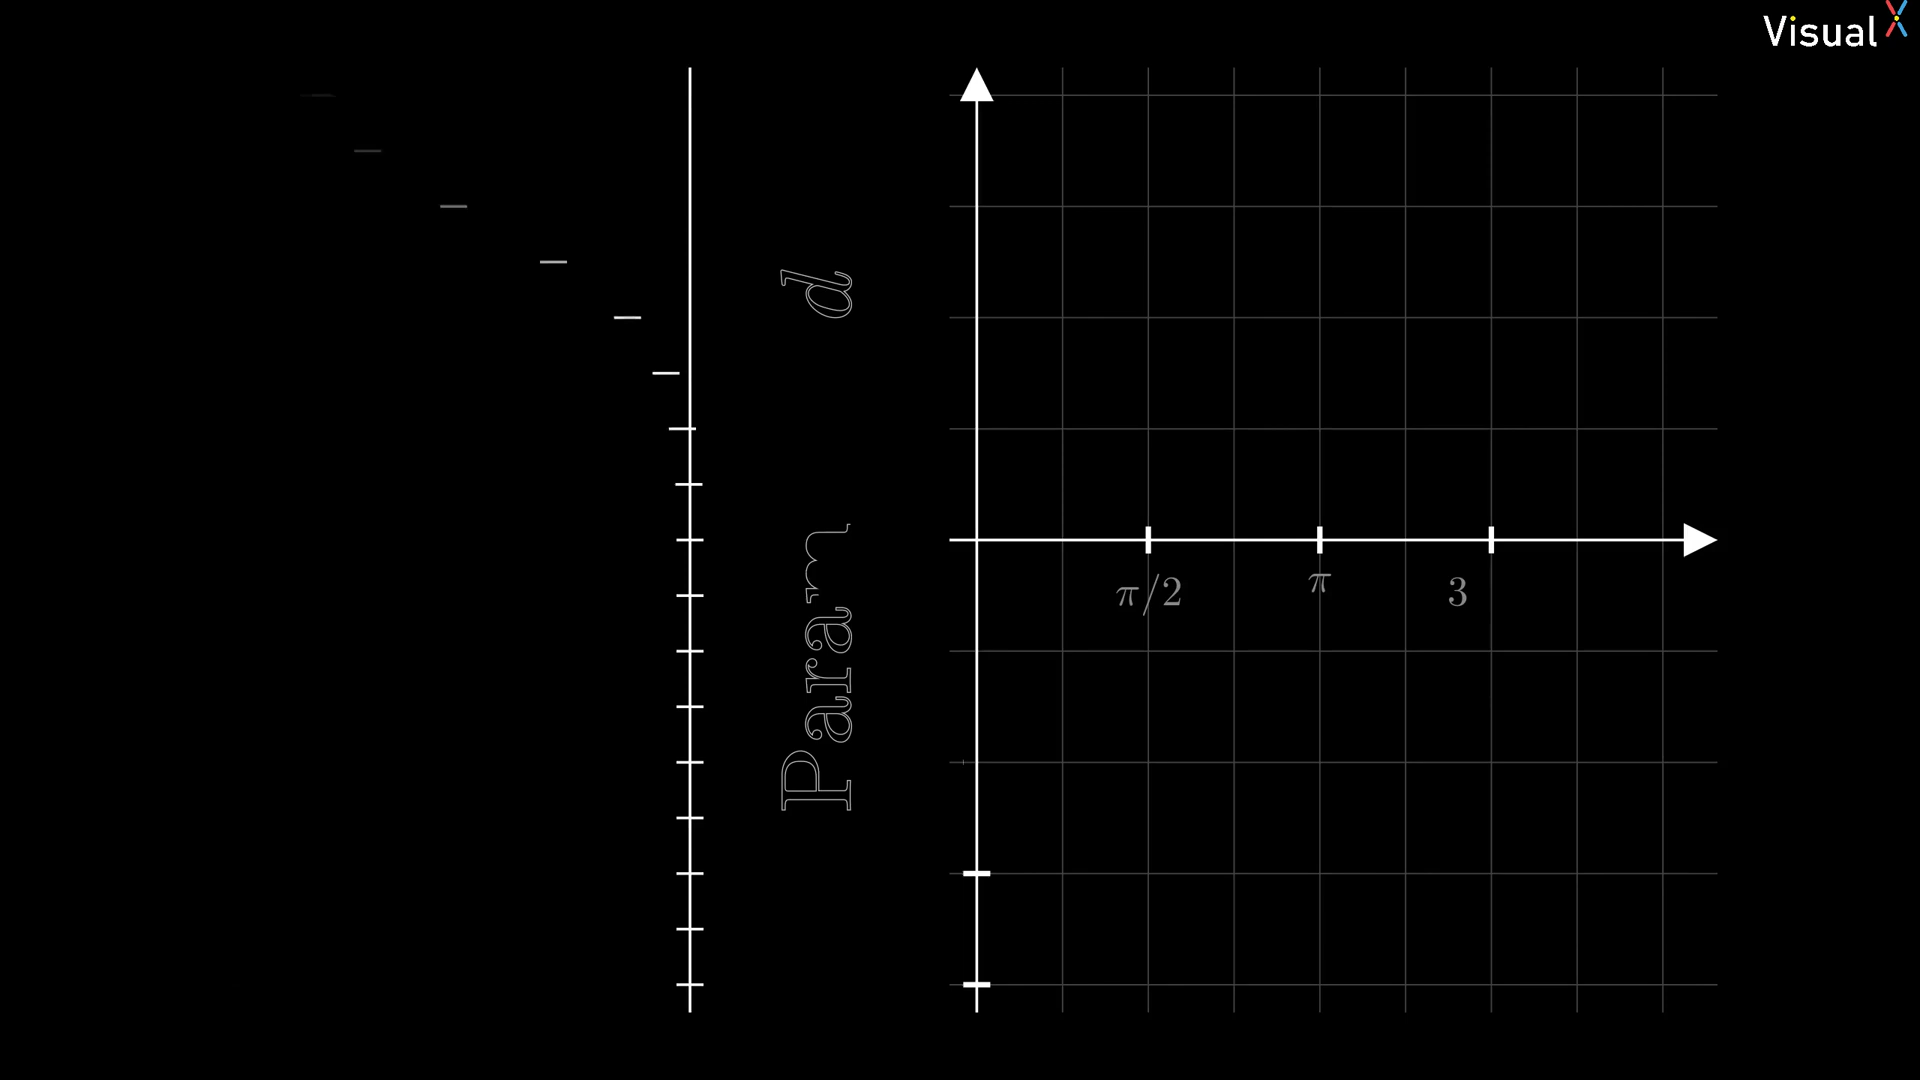 Visual X
Param d
π/2 π 3